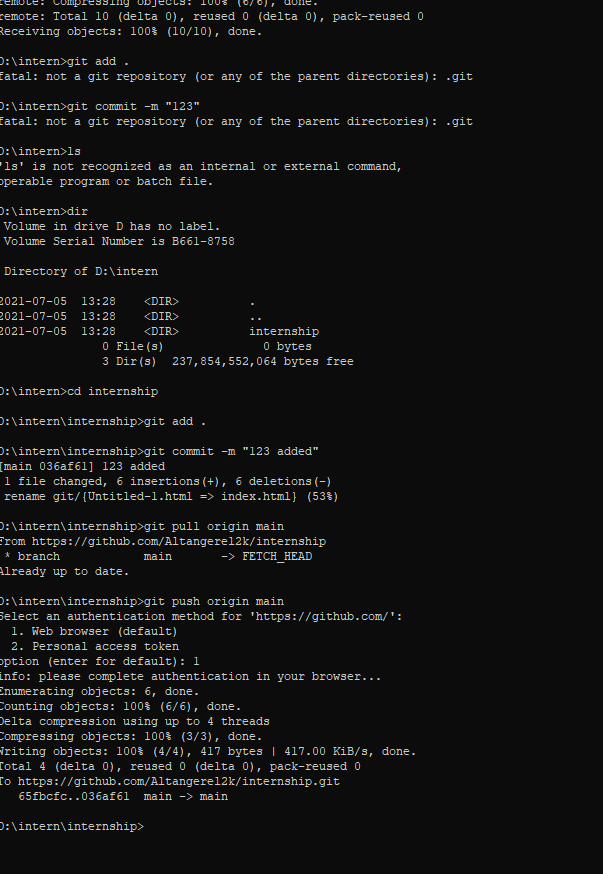 remote: Compressing objects: 100% (6/6), done.
remote: Total 10 (delta 0), reused 0 (delta 0), pack-reused 0
Receiving objects: 100% (10/10), done.
D:\intern>git add .
fatal: not a git repository (or any of the parent directories): .git
D:\intern>git commit -m "123"
fatal: not a git repository (or any of the parent directories): .git
D:\intern>ls
'ls' is not recognized as an internal or external command,
operable program or batch file.
D:\intern>dir
Volume in drive D has no label.
Volume Serial Number is B661-8758
Directory of D:\intern
2021-07-05  13:28    <DIR>          .
2021-07-05  13:28    <DIR>          ..
2021-07-05  13:28    <DIR>          internship
0 File(s)              0 bytes
3 Dir(s)  237,854,552,064 bytes free
D:\intern>cd internship
D:\intern\internship>git add .
D:\intern\internship>git commit -m "123 added"
[main 036af61] 123 added
1 file changed, 6 insertions(+), 6 deletions(-)
rename git/{Untitled-1.html => index.html} (53%)
D:\intern\internship>git pull origin main
From https://github.com/Altangerel2k/internship
* branch            main       -> FETCH_HEAD
Already up to date.
D:\intern\internship>git push origin main
Select an authentication method for 'https://github.com/':
1. Web browser (default)
2. Personal access token
option (enter for default): 1
info: please complete authentication in your browser...
Enumerating objects: 6, done.
Counting objects: 100% (6/6), done.
Delta compression using up to 4 threads
Compressing objects: 100% (3/3), done.
Writing objects: 100% (4/4), 417 bytes | 417.00 KiB/s, done.
Total 4 (delta 0), reused 0 (delta 0), pack-reused 0
To https://github.com/Altangerel2k/internship.git
65fbcfc..036af61  main -> main
D:\intern\internship>